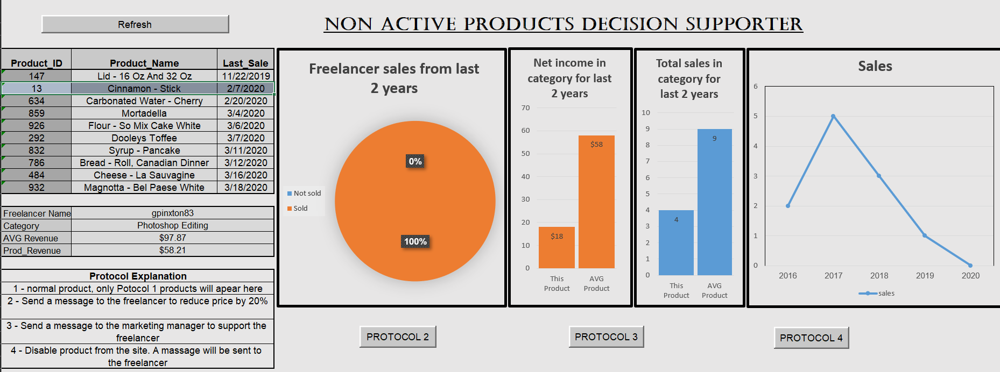 Refresh
NON ACTIVE PRODUCTS DECISION SUPPORTER
Product_ID Product_Name Last_Sale
147 Lid - 16 Oz And 32 Oz 11/22/2019
13 Cinnamon - Stick 2/7/2020
634 Carbonated Water - Cherry 2/20/2020
859 Mortadella 3/4/2020
926 Flour - So Mix Cake White 3/6/2020
292 Dooleys Toffee 3/7/2020
832 Syrup - Pancake 3/11/2020
786 Bread - Roll, Canadian Dinner 3/12/2020
484 Cheese - La Sauvagine 3/16/2020
932 Magnotta - Bel Paese White 3/18/2020
Freelancer Name gpinxton83
Category Photoshop Editing
AVG Revenue $97.87
Prod_Revenue $58.21
Protocol Explanation
1 - normal product, only Potocol 1 products will apear here
2 - Send a message to the freelancer to reduce price by 20%
3 - Send a message to the marketing manager to support the
freelancer
4 - Disable product from the site. A massage will be sent to
the freelancer
Freelancer sales from last
2 years
0%
Not sold
Sold
100%
Net income in
category for last
2 years
70
60
50
40
30
20
10
0
$18
$58
This
Product
AVG
Product
Total sales in
category for
last 2 years
10
9
8
7
6
5
4
3
2
1
0
4
9
This
Product
AVG
Product
Sales
6
5
4
3
2
1
0
2016 2017 2018 2019 2020
sales
PROTOCOL 2
PROTOCOL 3
PROTOCOL 4